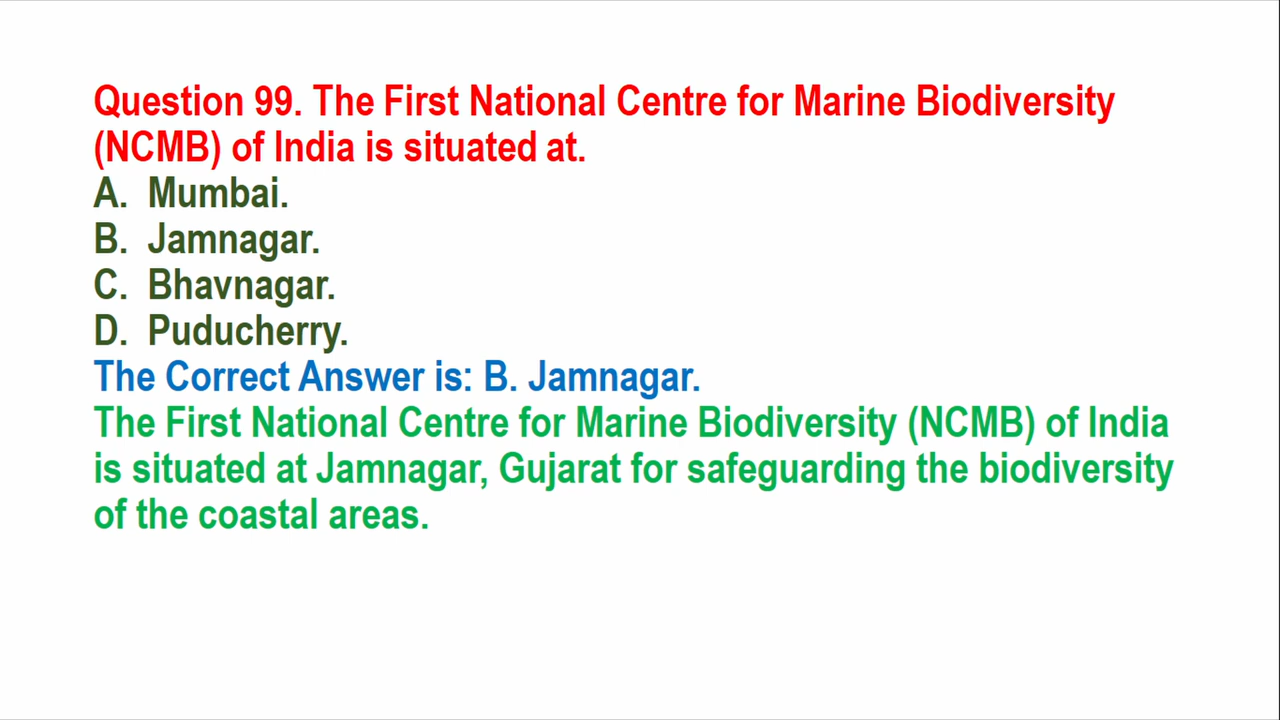 Question 99. The First National Centre for Marine Biodiversity
(NCMB) of India is situated at.
A. Mumbai.
B. Jamnagar.
C. Bhavnagar.
D. Puducherry.
The Correct Answer is: B. Jamnagar.
The First National Centre for Marine Biodiversity (NCMB) of India
is situated at Jamnagar, Gujarat for safeguarding the biodiversity
of the coastal areas.